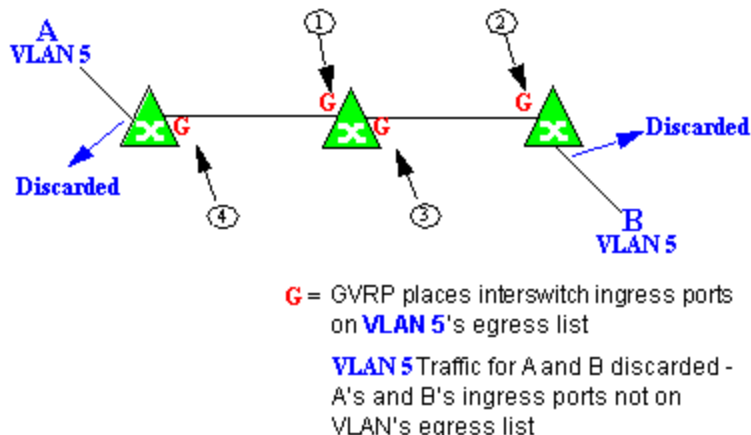 1
2
A
VLAN 5
G
G
G
G
Discarded
Discarded
4
3
B
VLAN 5
G = GVRP places interswitch ingress ports
on VLAN 5's egress list
VLAN 5 Traffic for A and B discarded -
A's and B's ingress ports not on
VLAN's egress list